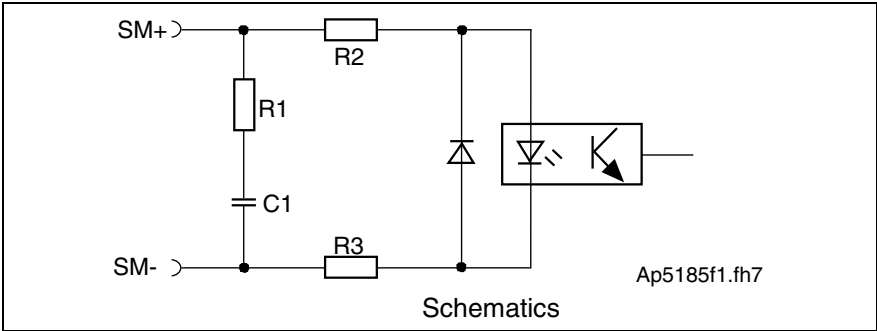 SM+
R2
R1
C1
SM-
R3
Ap5185f1.fh7
Schematics